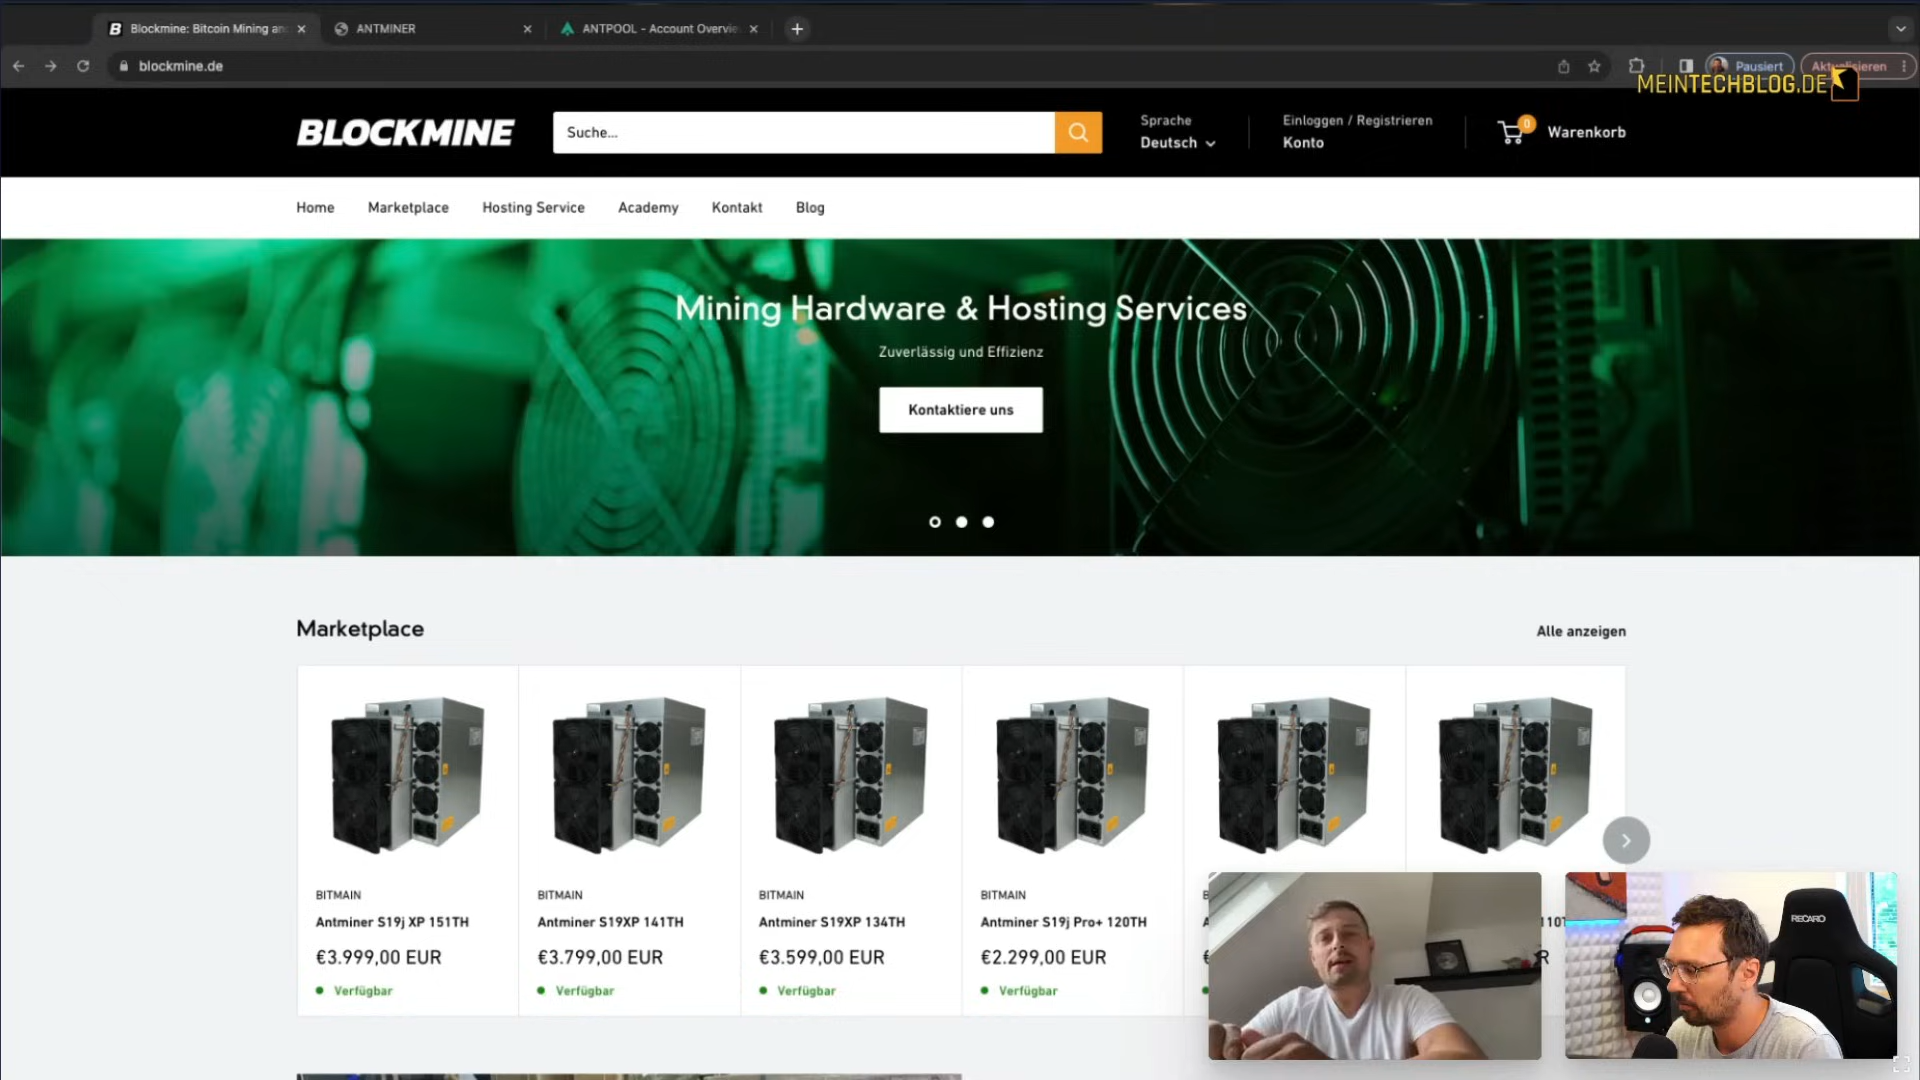 Blockmine: Bitcoin Mining an
ANTMINER
ANTPOOL - Account Overvie
blockmine.de
Pausiert
Aktualisieren
MEINTECHBLOG.DE
BLOCKMINE
Suche...
Sprache
Deutsch
Einloggen / Registrieren
Konto
0
Warenkorb
Home
Marketplace
Hosting Service
Academy
Kontakt
Blog
Mining Hardware & Hosting Services
Zuverlässig und Effizienz
Kontaktiere uns
Marketplace
Alle anzeigen
BITMAIN
Antminer S19j XP 151TH
€3.999,00 EUR
Verfügbar
BITMAIN
Antminer S19XP 141TH
€3.799,00 EUR
Verfügbar
BITMAIN
Antminer S19XP 134TH
€3.599,00 EUR
Verfügbar
BITMAIN
Antminer S19j Pro+ 120TH
€2.299,00 EUR
Verfügbar
RECARO